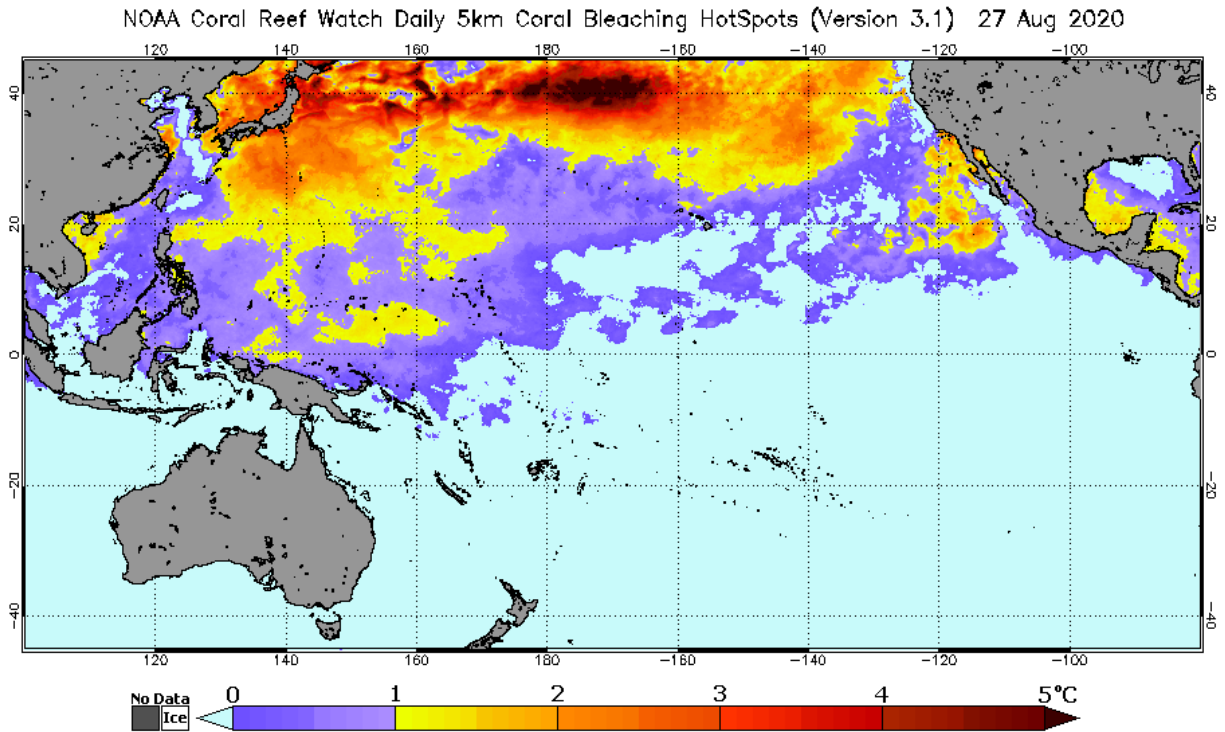 NOAA Coral Reef Watch Daily 5km Coral Bleaching HotSpots (Version 3.1) 27 Aug 2020
120 140 160 180 −160 −140 −120 −100
40 40
20 20
0 0
−20 −20
−40 −40
120 140 160 180 −160 −140 −120 −100
No Data 0 1 2 3 4 5°C
Ice